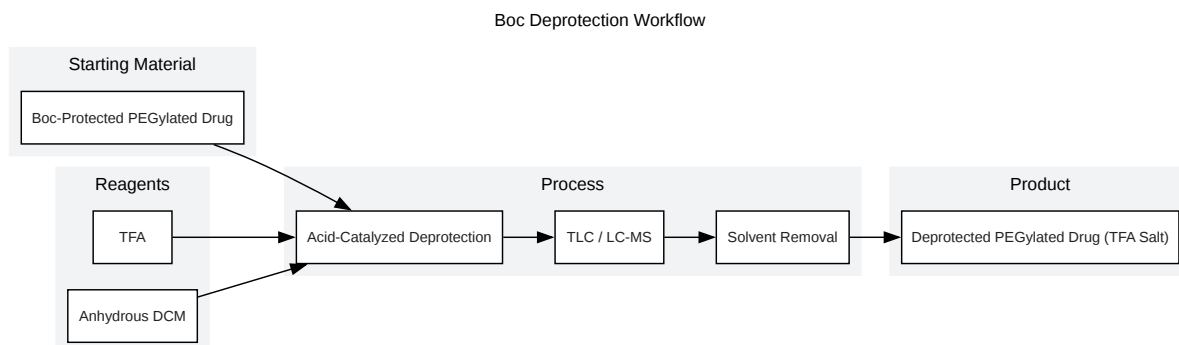 Boc Deprotection Workflow
Starting Material
Boc-Protected PEGylated Drug
Reagents
TFA
Anhydrous DCM
Process
Acid-Catalyzed Deprotection
TLC / LC-MS
Solvent Removal
Product
Deprotected PEGylated Drug (TFA Salt)